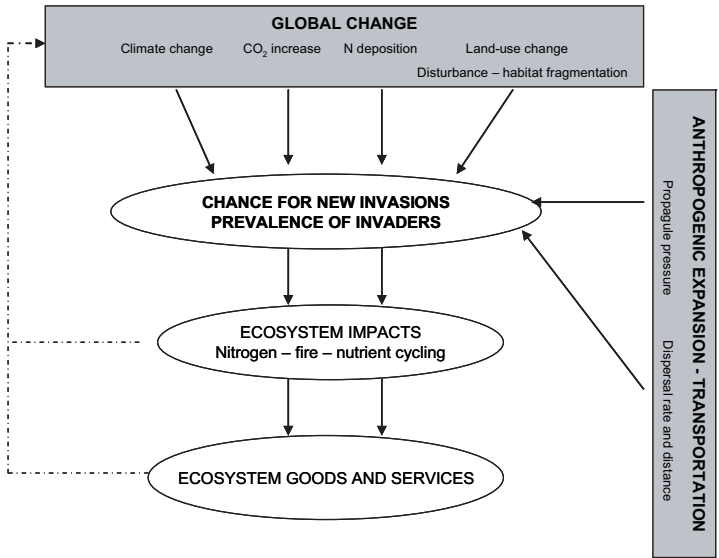 GLOBAL CHANGE
Climate change CO₂ increase N deposition Land-use change
Disturbance – habitat fragmentation
ANTHROPOGENIC EXPANSION - TRANSPORTATION
Propagule pressure Dispersal rate and distance
CHANCE FOR NEW INVASIONS
PREVALENCE OF INVADERS
ECOSYSTEM IMPACTS
Nitrogen – fire – nutrient cycling
ECOSYSTEM GOODS AND SERVICES